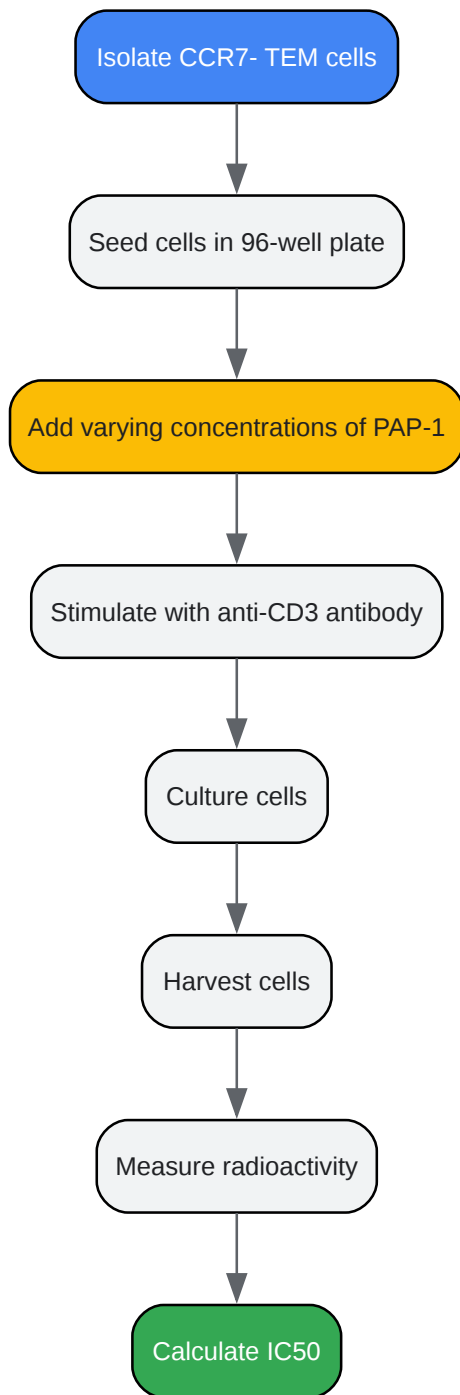 Isolate CCR7- TEM cells
Seed cells in 96-well plate
Add varying concentrations of PAP-1
Stimulate with anti-CD3 antibody
Culture cells
Harvest cells
Measure radioactivity
Calculate IC50